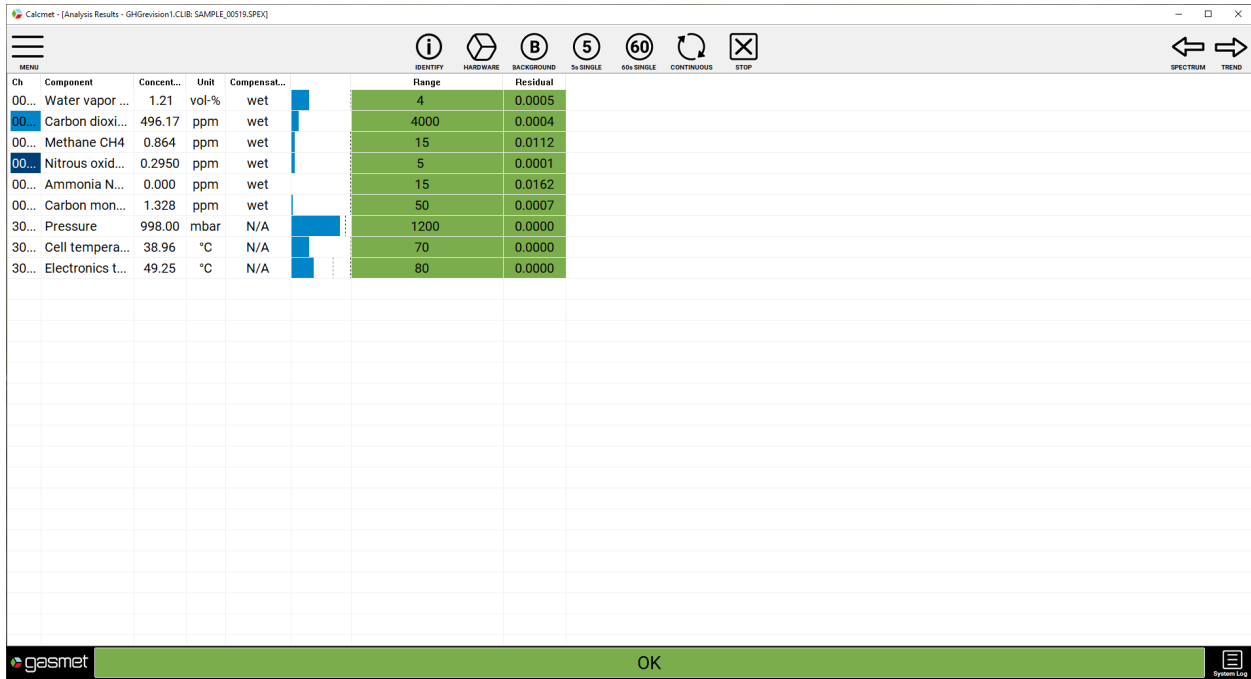 Calcmet - [Analysis Results - GHGrevision1.CLIB: SAMPLE_00519.SPEX]
MENU
IDENTIFY HARDWARE B BACKGROUND 5 5s SINGLE 60 60s SINGLE CONTINUOUS STOP SPECTRUM TREND
Ch Component Concent... Unit Compensat... Range Residual
00... Water vapor ... 1.21 vol-% wet 4 0.0005
00... Carbon dioxi... 496.17 ppm wet 4000 0.0004
00... Methane CH4 0.864 ppm wet 15 0.0112
00... Nitrous oxid... 0.2950 ppm wet 5 0.0001
00... Ammonia N... 0.000 ppm wet 15 0.0162
00... Carbon mon... 1.328 ppm wet 50 0.0007
30... Pressure 998.00 mbar N/A 1200 0.0000
30... Cell tempera... 38.96 °C N/A 70 0.0000
30... Electronics t... 49.25 °C N/A 80 0.0000
gasmet OK System Log